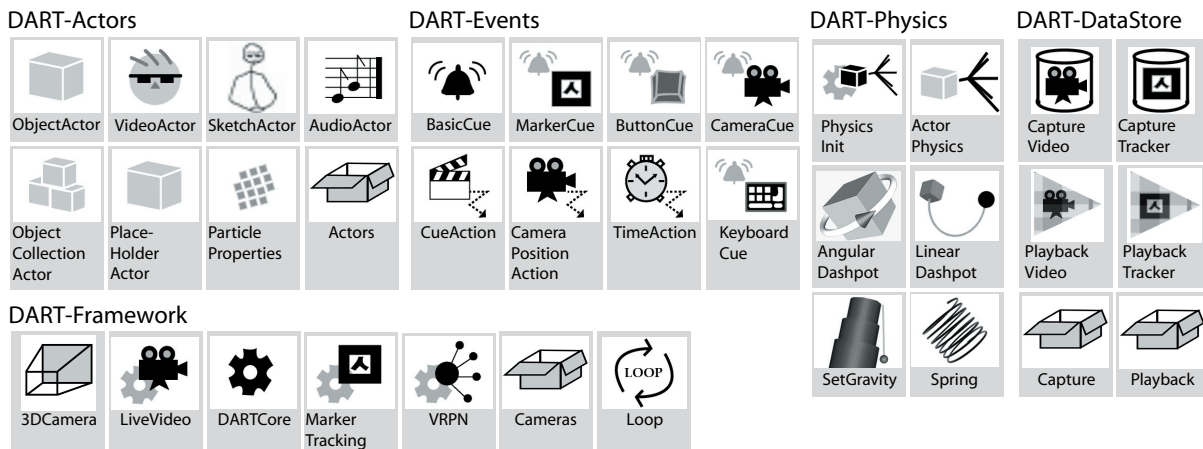 DART-Actors
ObjectActor
VideoActor
SketchActor
AudioActor
Object
Collection
Actor
Place-
Holder
Actor
Particle
Properties
Actors
DART-Events
BasicCue
MarkerCue
ButtonCue
CameraCue
CueAction
Camera
Position
Action
TimeAction
Keyboard
Cue
DART-Physics
Physics
Init
Actor
Physics
Angular
Dashpot
Linear
Dashpot
SetGravity
Spring
DART-DataStore
Capture
Video
Capture
Tracker
Playback
Video
Playback
Tracker
Capture
Playback
DART-Framework
3DCamera
LiveVideo
DARTCore
Marker
Tracking
VRPN
Cameras
LOOP
Loop